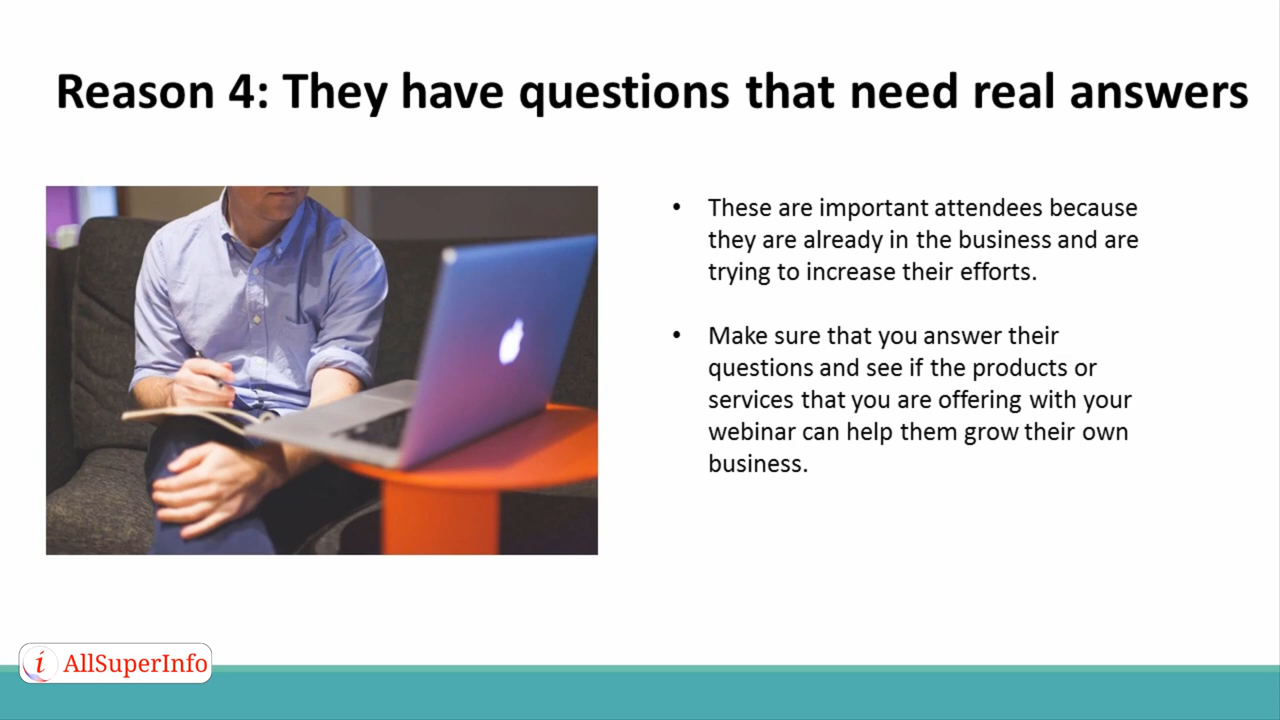 Reason 4: They have questions that need real answers
• These are important attendees because
they are already in the business and are
trying to increase their efforts.
• Make sure that you answer their
questions and see if the products or
services that you are offering with your
webinar can help them grow their own
business.
i AllSuperInfo